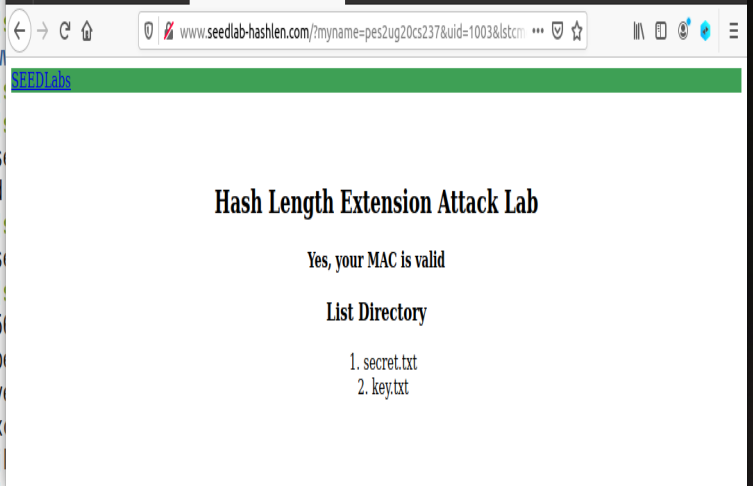 www.seedlab-hashlen.com/?myname=pes2ug20cs237&uid=1003&lstcm
SEEDLabs
Hash Length Extension Attack Lab
Yes, your MAC is valid
List Directory
1. secret.txt
2. key.txt